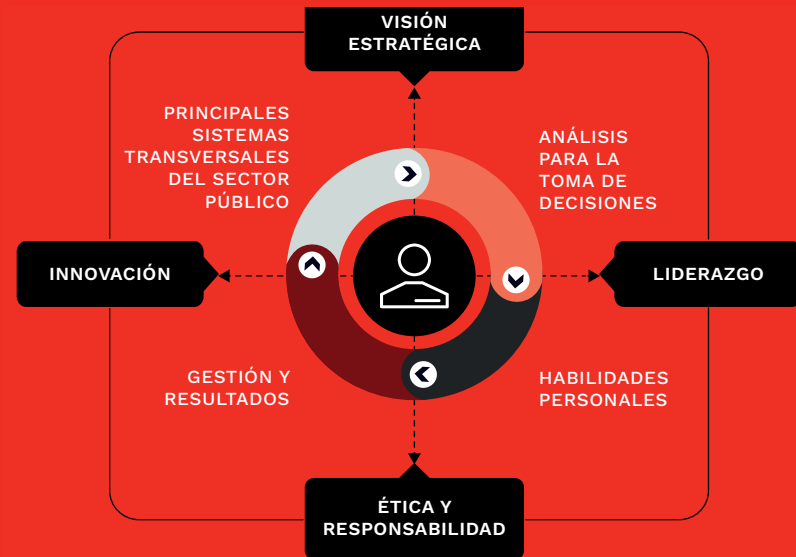 VISIÓN
ESTRATÉGICA
PRINCIPALES
SISTEMAS
TRANSVERSALES
DEL SECTOR
PÚBLICO
ANÁLISIS
PARA LA
TOMA DE
DECISIONES
INNOVACIÓN
LIDERAZGO
GESTIÓN Y
RESULTADOS
HABILIDADES
PERSONALES
ÉTICA Y
RESPONSABILIDAD